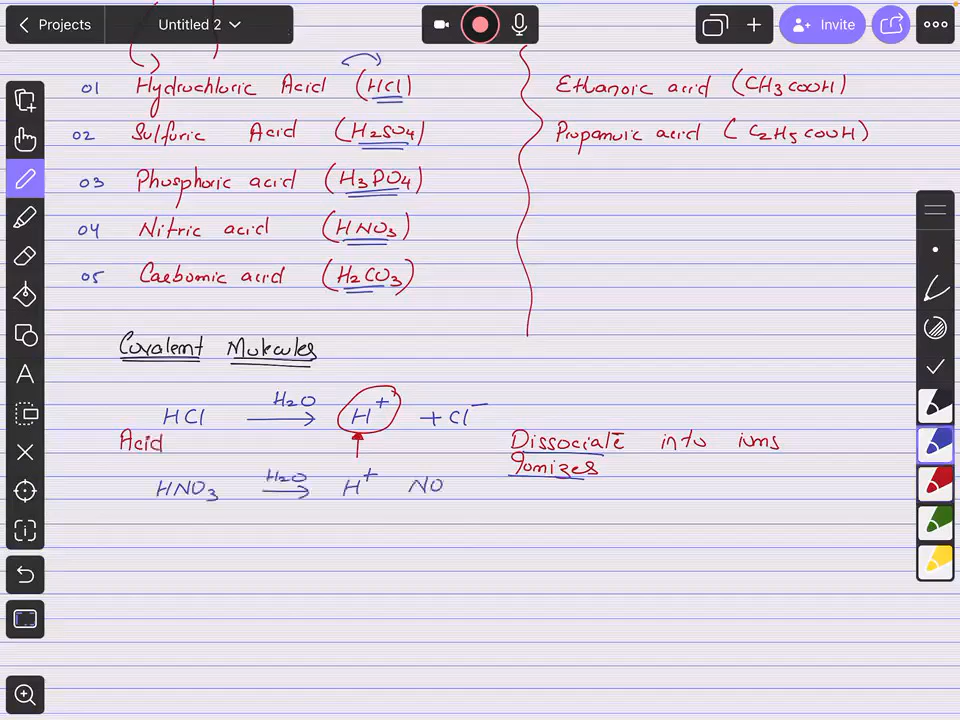 Projects Untitled 2 Invite
01 Hydrochloric Acid (HCl) Ethanoic acid (CH3COOH)
02 Sulfuric Acid (H2SO4) Propanoic acid (C2H5COOH)
03 Phosphoric acid (H3PO4)
04 Nitric acid (HNO3)
05 Carbomic acid (H2CO3)
Covalent Molecules
HCl H2O → H+ + Cl-
Acid Dissociate into ions
Ionizes
HNO3 H2O → H+ NO